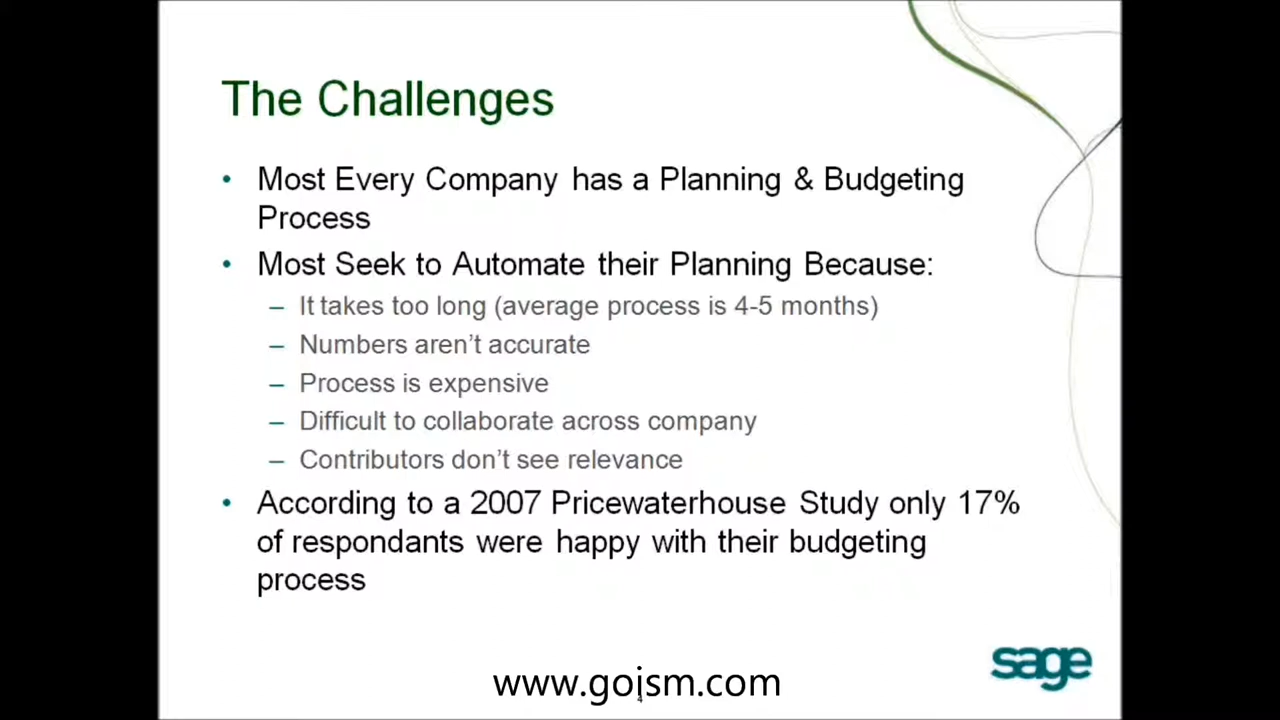 The Challenges
• Most Every Company has a Planning & Budgeting
Process
• Most Seek to Automate their Planning Because:
– It takes too long (average process is 4-5 months)
– Numbers aren't accurate
– Process is expensive
– Difficult to collaborate across company
– Contributors don't see relevance
• According to a 2007 Pricewaterhouse Study only 17%
of respondants were happy with their budgeting
process
sage
www.gojsm.com
4